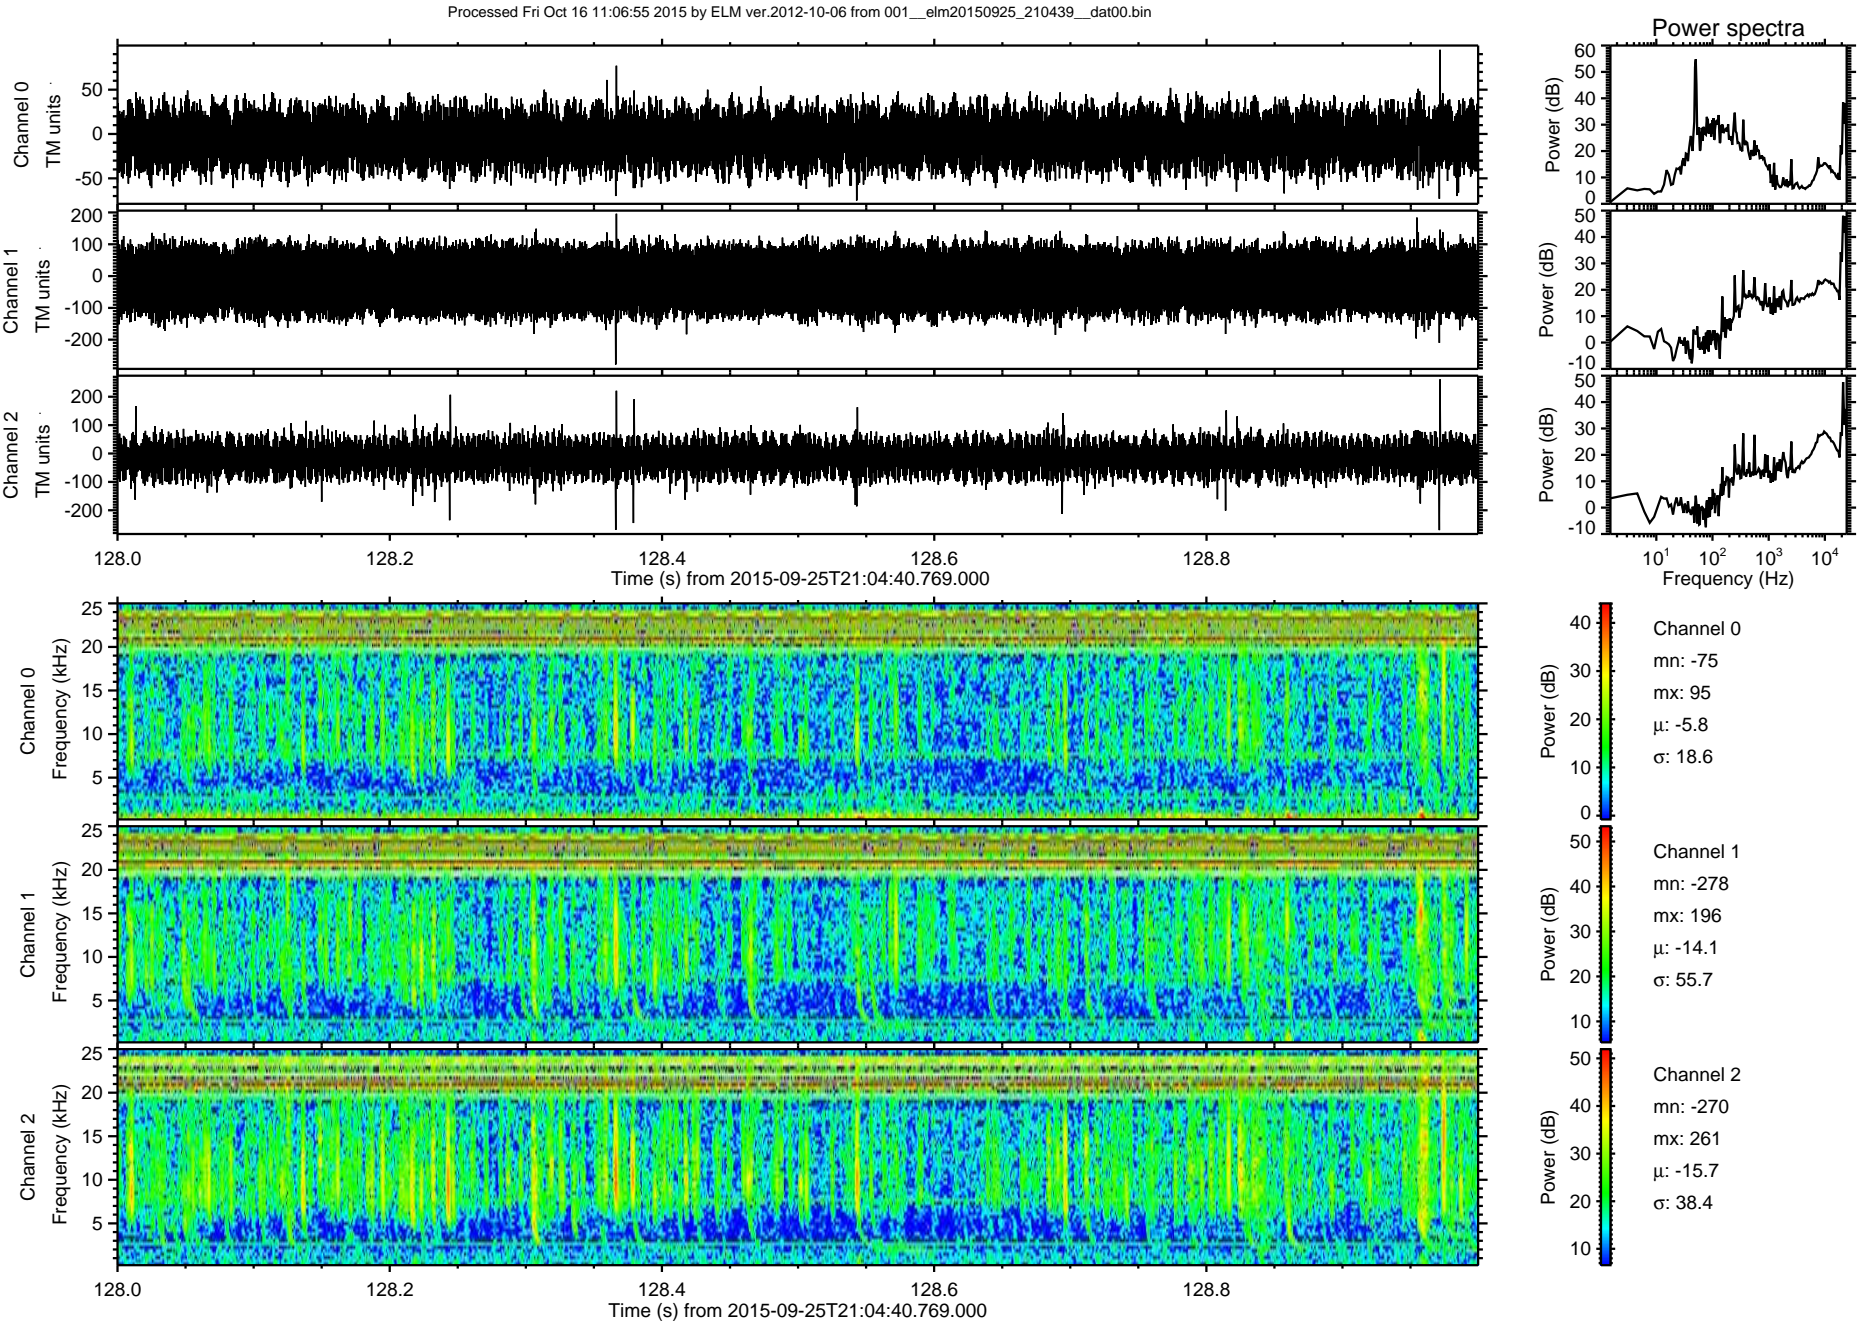 Processed Fri Oct 16 11:06:55 2015 by ELM ver.2012-10-06 from 001__elm20150925_210439__dat00.bin
Power spectra
Channel 0
TM units
50
0
-50
Power (dB)
60
50
40
30
20
10
0
Channel 1
TM units
200
100
0
-100
-200
Power (dB)
50
40
30
20
10
0
-10
Channel 2
TM units
200
100
0
-100
-200
Power (dB)
50
40
30
20
10
0
-10
128.0 128.2 128.4 128.6 128.8
Time (s) from 2015-09-25T21:04:40.769.000
10^1 10^2 10^3 10^4
Frequency (Hz)
Channel 0
Frequency (kHz)
25
20
15
10
5
Power (dB)
40
30
20
10
0
Channel 0
mn: -75
mx: 95
μ: -5.8
σ: 18.6
Channel 1
Frequency (kHz)
25
20
15
10
5
Power (dB)
50
40
30
20
10
Channel 1
mn: -278
mx: 196
μ: -14.1
σ: 55.7
Channel 2
Frequency (kHz)
25
20
15
10
5
Power (dB)
50
40
30
20
10
Channel 2
mn: -270
mx: 261
μ: -15.7
σ: 38.4
128.0 128.2 128.4 128.6 128.8
Time (s) from 2015-09-25T21:04:40.769.000